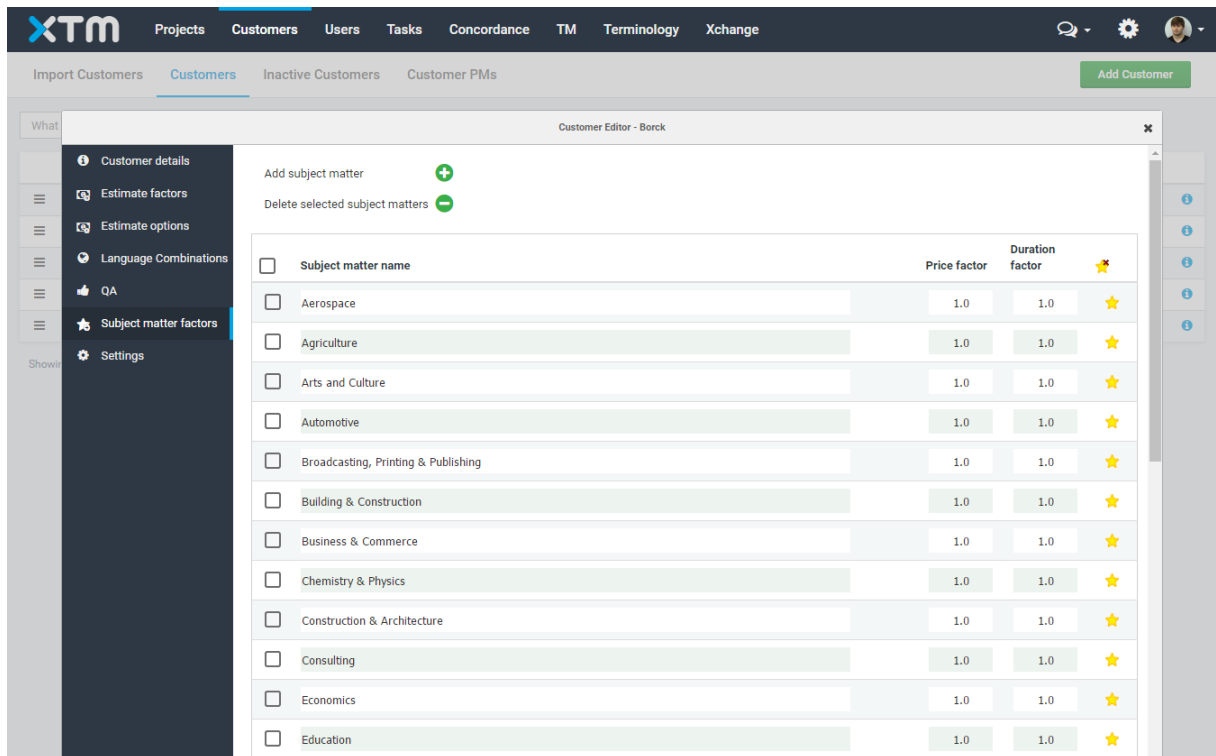 XTM Projects Customers Users Tasks Concordance TM Terminology Xchange
Import Customers Customers Inactive Customers Customer PMs Add Customer
What
Customer Editor - Borck
Customer details
Estimate factors
Estimate options
Language Combinations
QA
Subject matter factors
Settings
Add subject matter
Delete selected subject matters
Subject matter name Price factor Duration factor
Aerospace 1.0 1.0
Agriculture 1.0 1.0
Arts and Culture 1.0 1.0
Automotive 1.0 1.0
Broadcasting, Printing & Publishing 1.0 1.0
Building & Construction 1.0 1.0
Business & Commerce 1.0 1.0
Chemistry & Physics 1.0 1.0
Construction & Architecture 1.0 1.0
Consulting 1.0 1.0
Economics 1.0 1.0
Education 1.0 1.0